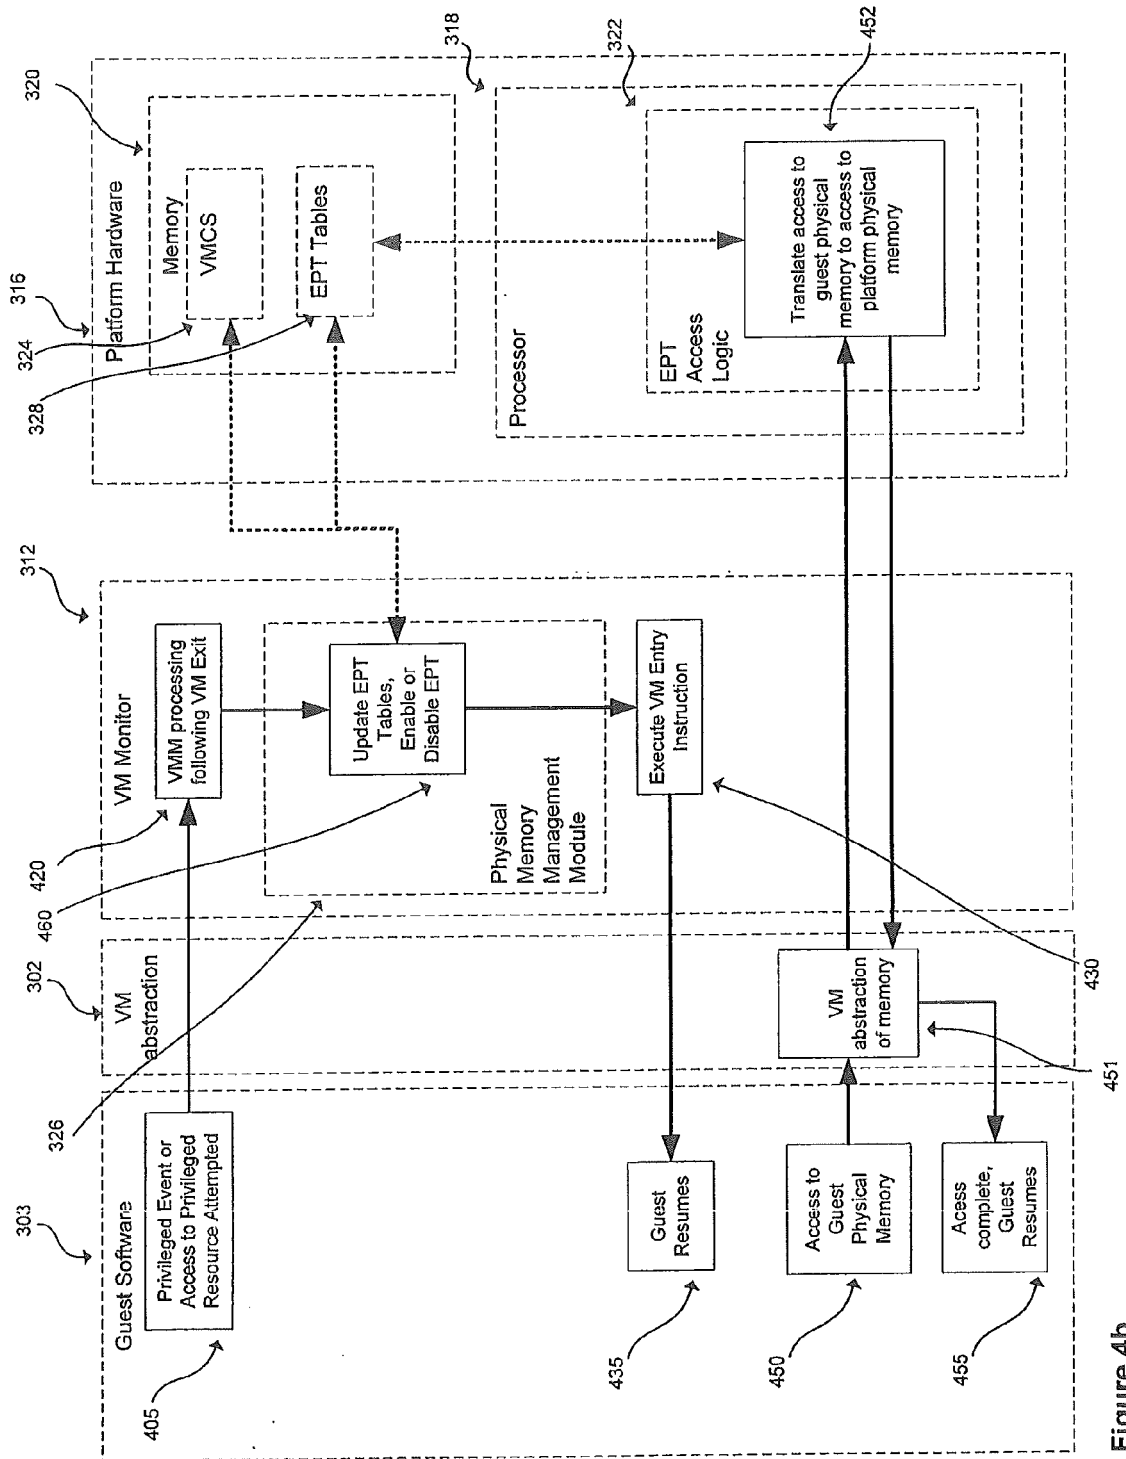 303
Guest Software
405
Privileged Event or
Access to Privileged
Resource Attempted
435
Guest
Resumes
450
Access to
Guest
Physical
Memory
455
Acess
complete,
Guest
Resumes
302
VM
abstraction
VM
abstraction
of memory
451
312
VM Monitor
420
VMM processing
following VM Exit
326
460
Update EPT
Tables,
Enable or
Disable EPT
Physical
Memory
Management
Module
Execute VM Entry
Instruction
430
316
Platform Hardware
320
Memory
324
VMCS
328
EPT Tables
318
Processor
322
EPT
Access
Logic
452
Translate access to
guest physical
memory to access to
platform physical
memory
Figure 4b